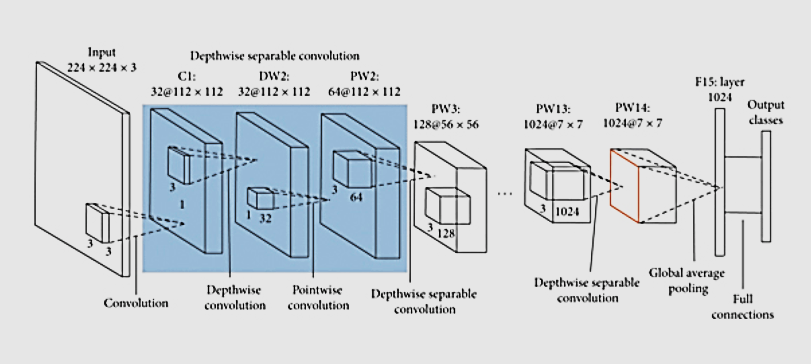 Input
224 × 224 × 3
Depthwise separable convolution
C1:
32@112 × 112
DW2:
32@112 × 112
PW2:
64@112 × 112
PW3:
128@56 × 56
PW13:
1024@7 × 7
PW14:
1024@7 × 7
F15: layer
1024
Output
classes
3
3
3
1
1
32
3
64
3
128
...
3
1024
Convolution
Depthwise
convolution
Pointwise
convolution
Depthwise separable
convolution
Depthwise separable
convolution
Global average
pooling
Full
connections